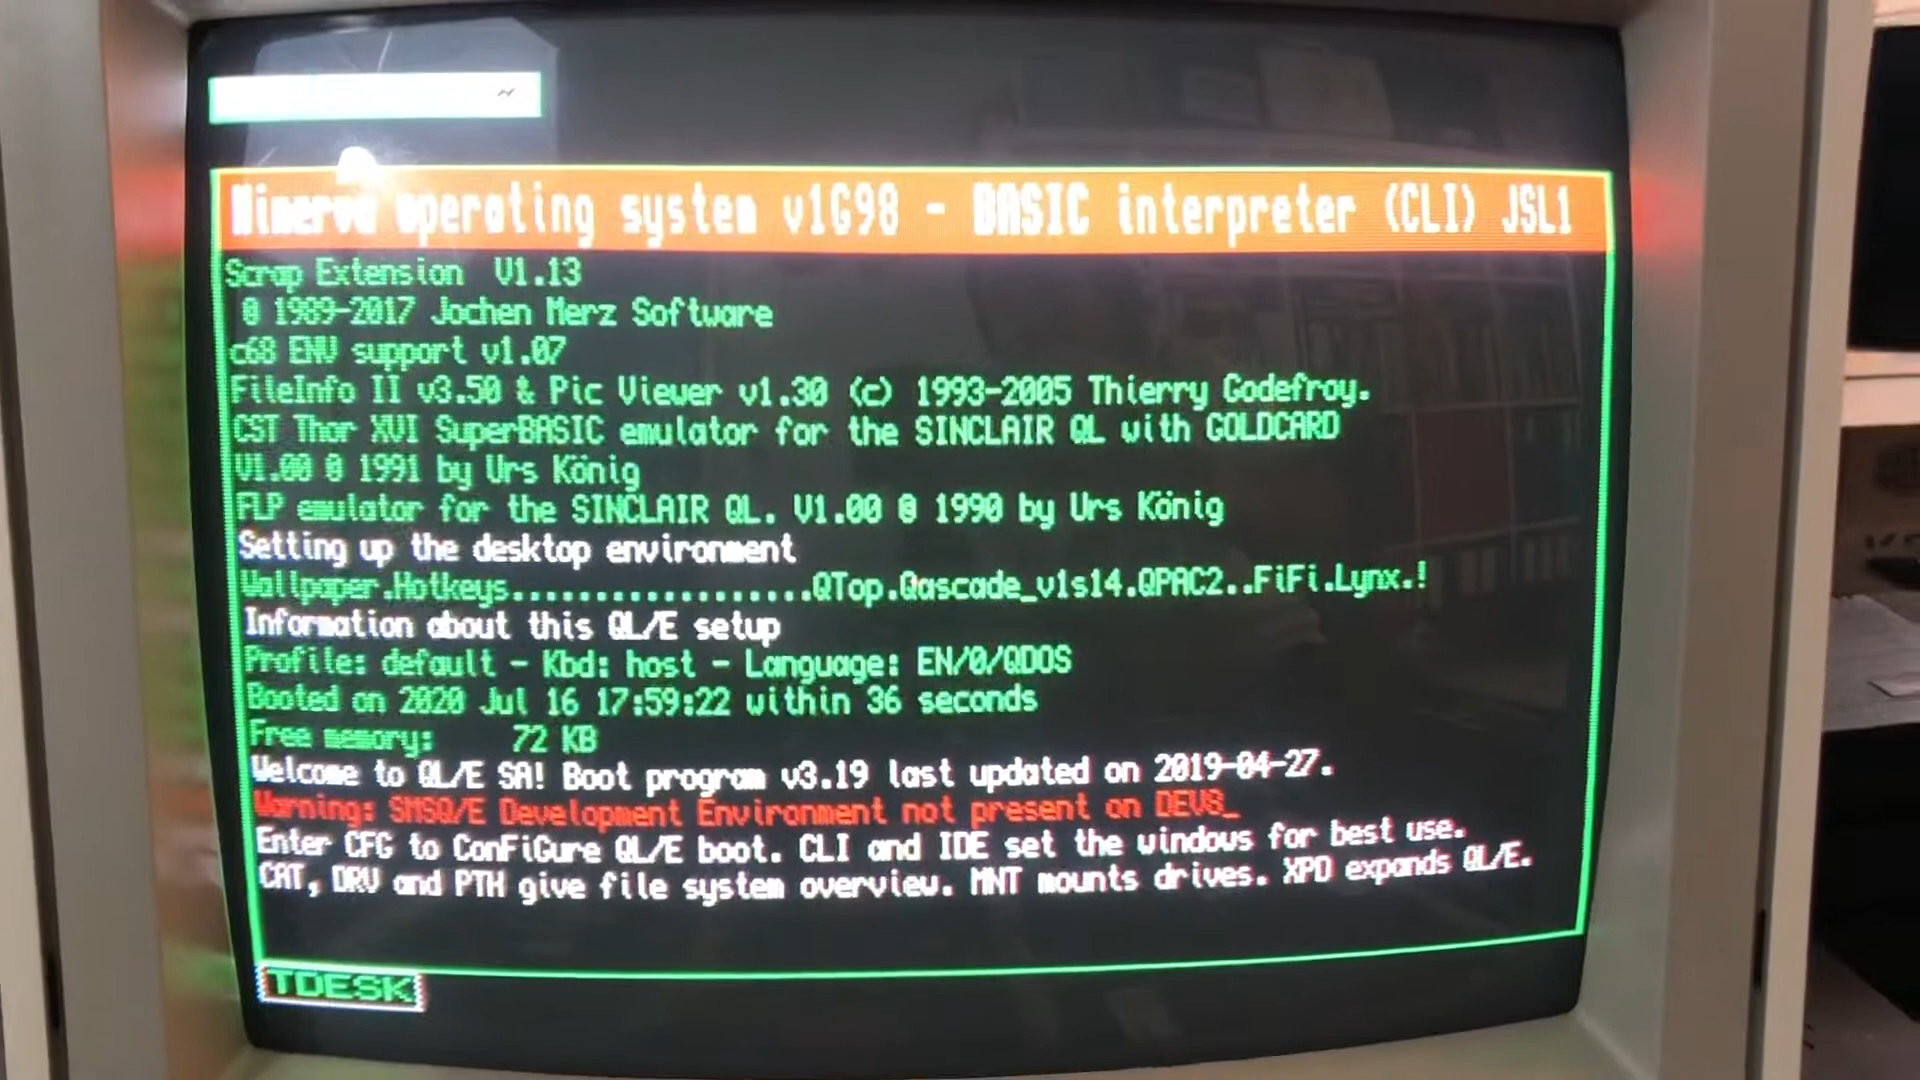 Minerva operating system v1G98 - BASIC interpreter (CLI) JSL1
Scrap Extension V1.13
© 1989-2017 Jochen Merz Software
c68 ENV support v1.07
FileInfo II v3.50 & Pic Viewer v1.30 (c) 1993-2005 Thierry Godefroy.
CST Thor XVI SuperBASIC emulator for the SINCLAIR QL with GOLDCARD
V1.00 © 1991 by Urs König
FLP emulator for the SINCLAIR QL. V1.00 © 1990 by Urs König
Setting up the desktop environment
Wallpaper.Hotkeys..................QTop.Qascade_v1s14.QPAC2..FiFi.Lynx.!
Information about this QL/E setup
Profile: default - Kbd: host - Language: EN/0/QDOS
Booted on 2020 Jul 16 17:59:22 within 36 seconds
Free memory: 72 KB
Welcome to QL/E SA! Boot program v3.19 last updated on 2019-04-27.
Warning: SMSQ/E Development Environment not present on DEV8_
Enter CFG to ConFiGure QL/E boot. CLI and IDE set the windows for best use.
CAT, DRV and PTH give file system overview. MNT mounts drives. XPD expands QL/E.
TDESK